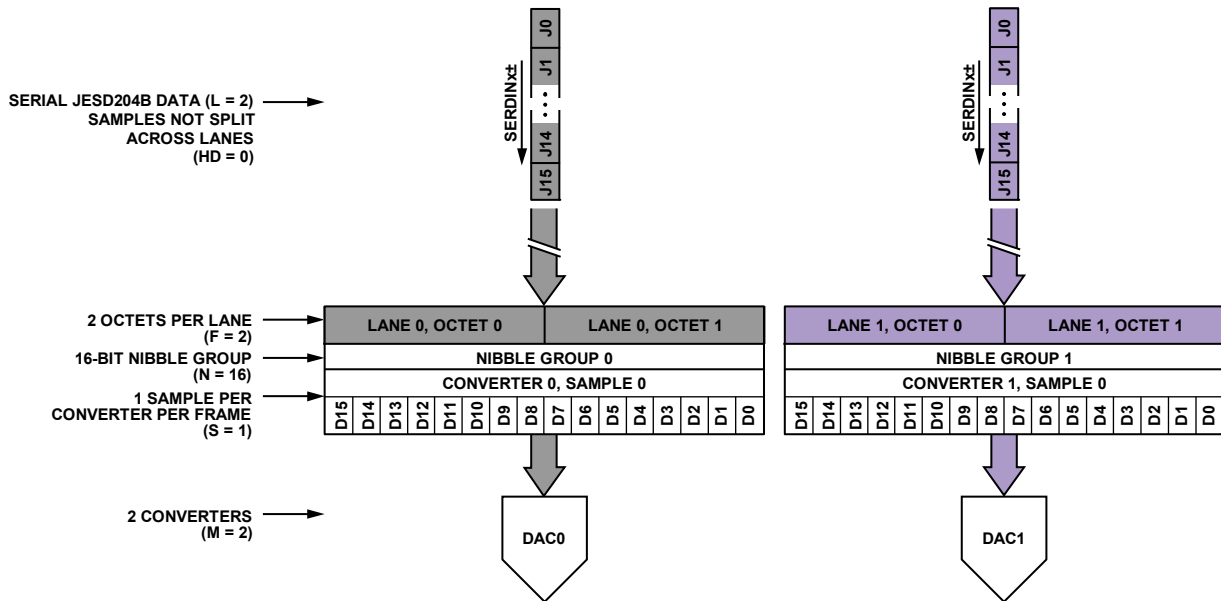 SERIAL JESD204B DATA (L = 2)
SAMPLES NOT SPLIT
ACROSS LANES
(HD = 0)
SERDINx±
J0
J1
...
J14
J15
SERDINx±
J0
J1
...
J14
J15
2 OCTETS PER LANE
(F = 2)
LANE 0, OCTET 0
LANE 0, OCTET 1
LANE 1, OCTET 0
LANE 1, OCTET 1
16-BIT NIBBLE GROUP
(N = 16)
NIBBLE GROUP 0
NIBBLE GROUP 1
1 SAMPLE PER
CONVERTER PER FRAME
(S = 1)
CONVERTER 0, SAMPLE 0
CONVERTER 1, SAMPLE 0
D15 D14 D13 D12 D11 D10 D9 D8 D7 D6 D5 D4 D3 D2 D1 D0
D15 D14 D13 D12 D11 D10 D9 D8 D7 D6 D5 D4 D3 D2 D1 D0
2 CONVERTERS
(M = 2)
DAC0
DAC1